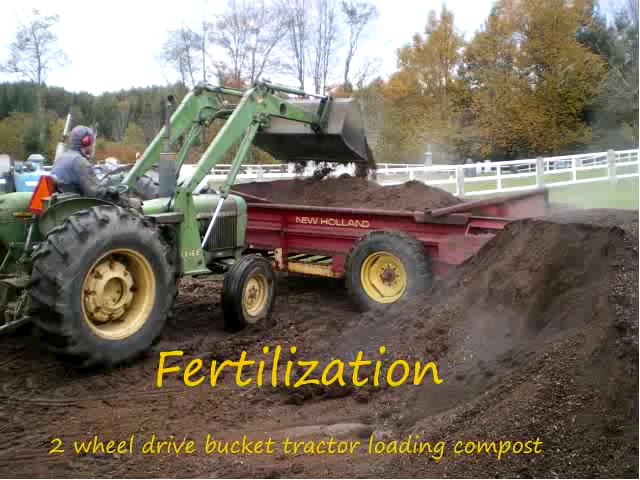 NEW HOLLAND
Fertilization
2 wheel drive bucket tractor loading compost